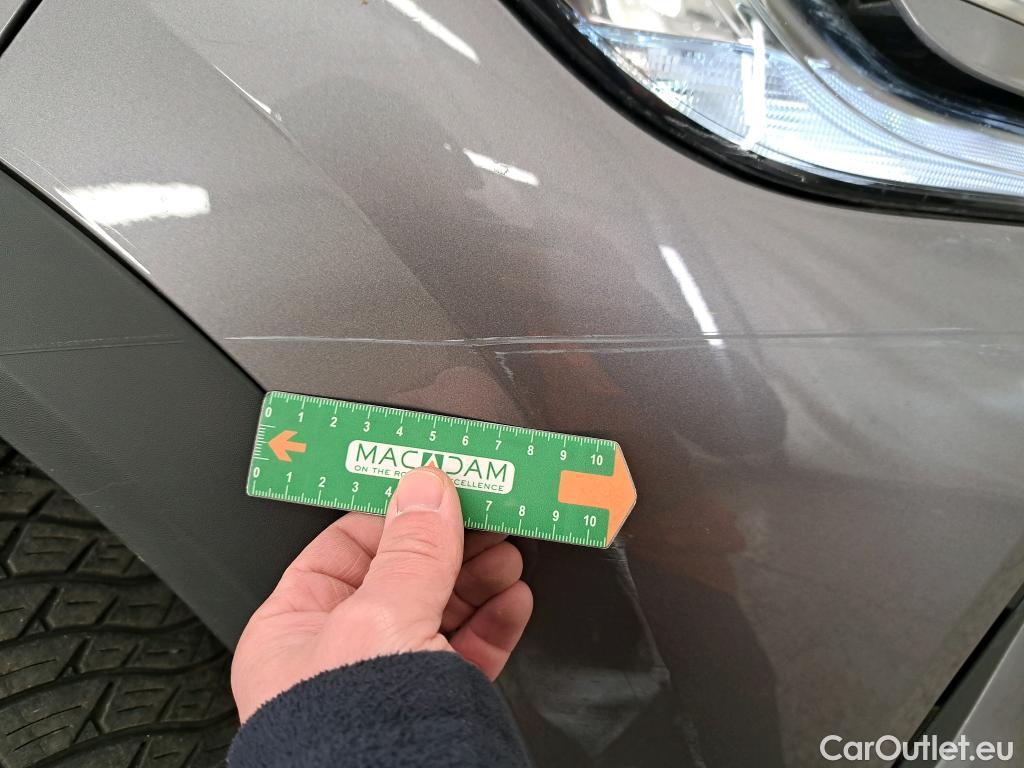 0 1 2 3 4 5 6 7 8 9 10
MACADAM
ON THE RO EXCELLENCE
0 1 2 3 4 7 8 9 10
CarOutlet.eu